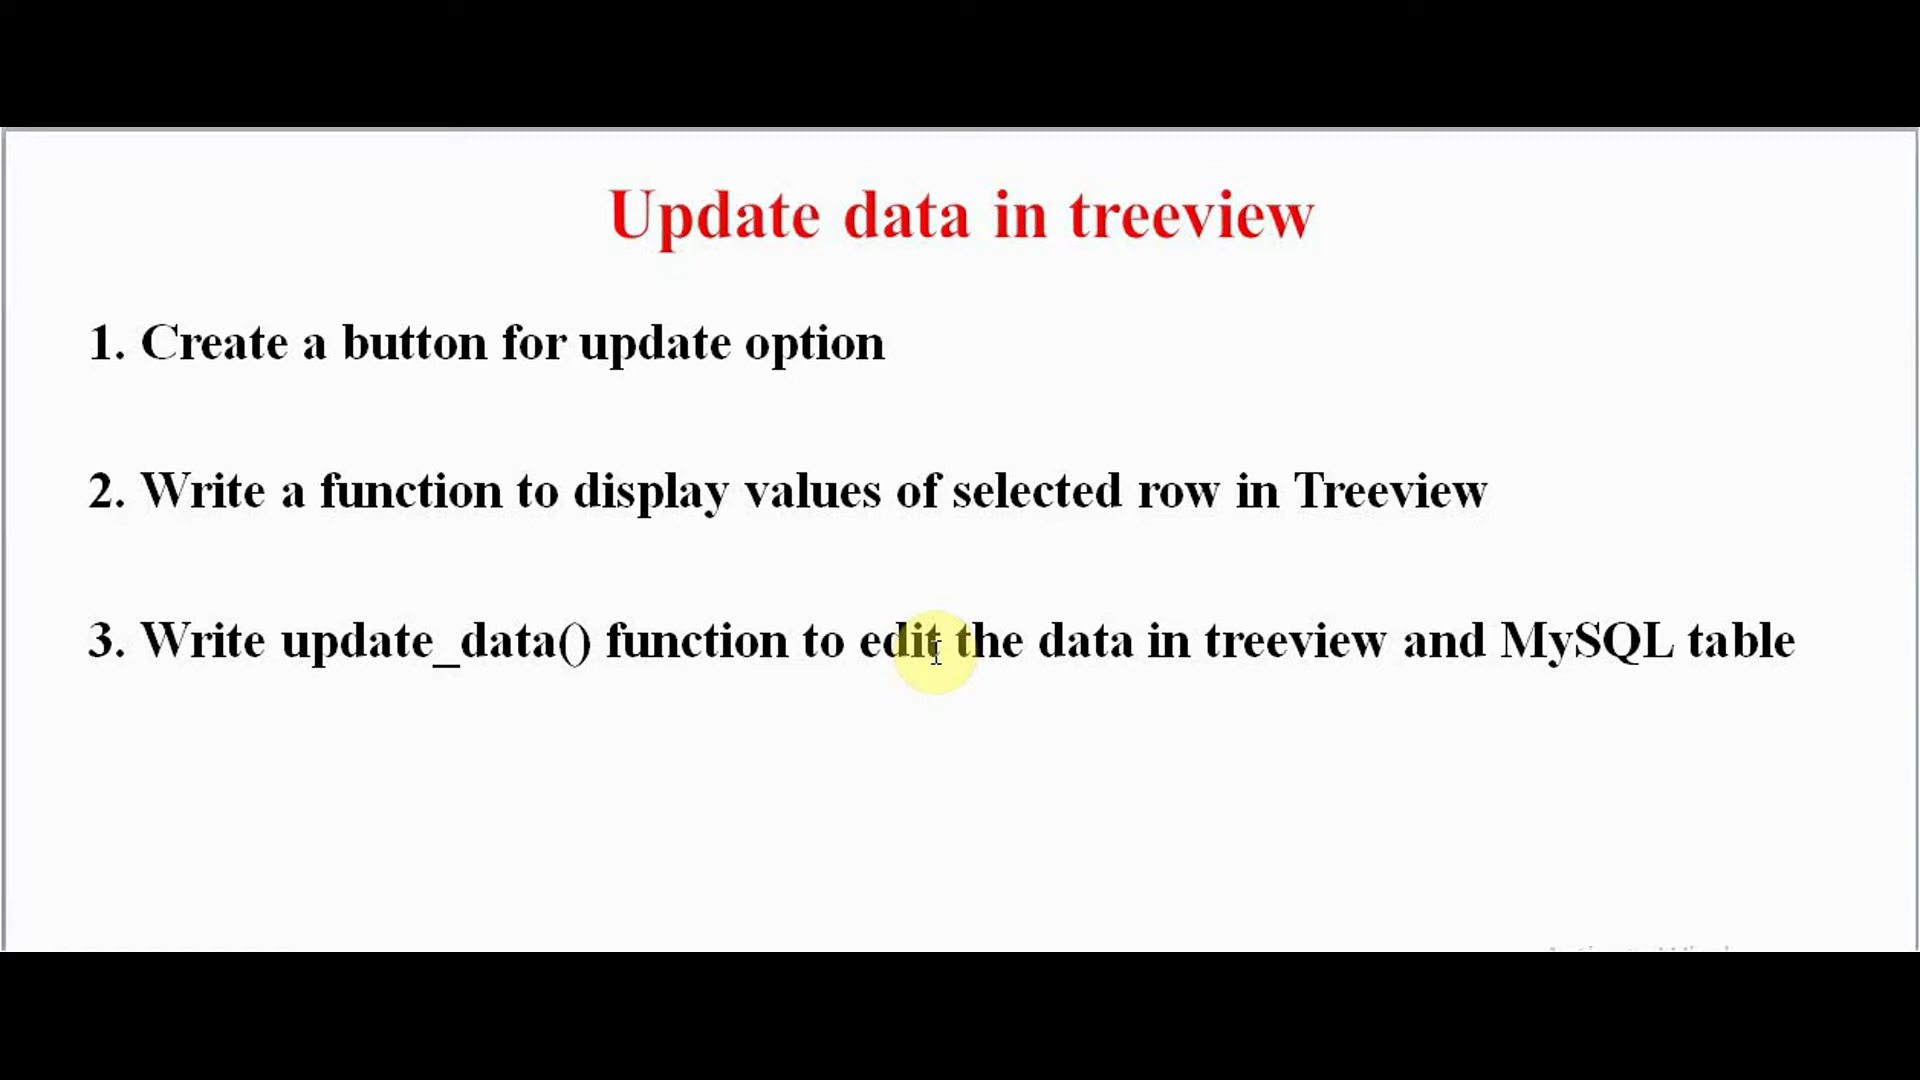 Update data in treeview
1. Create a button for update option
2. Write a function to display values of selected row in Treeview
3. Write update_data() function to edit the data in treeview and MySQL table